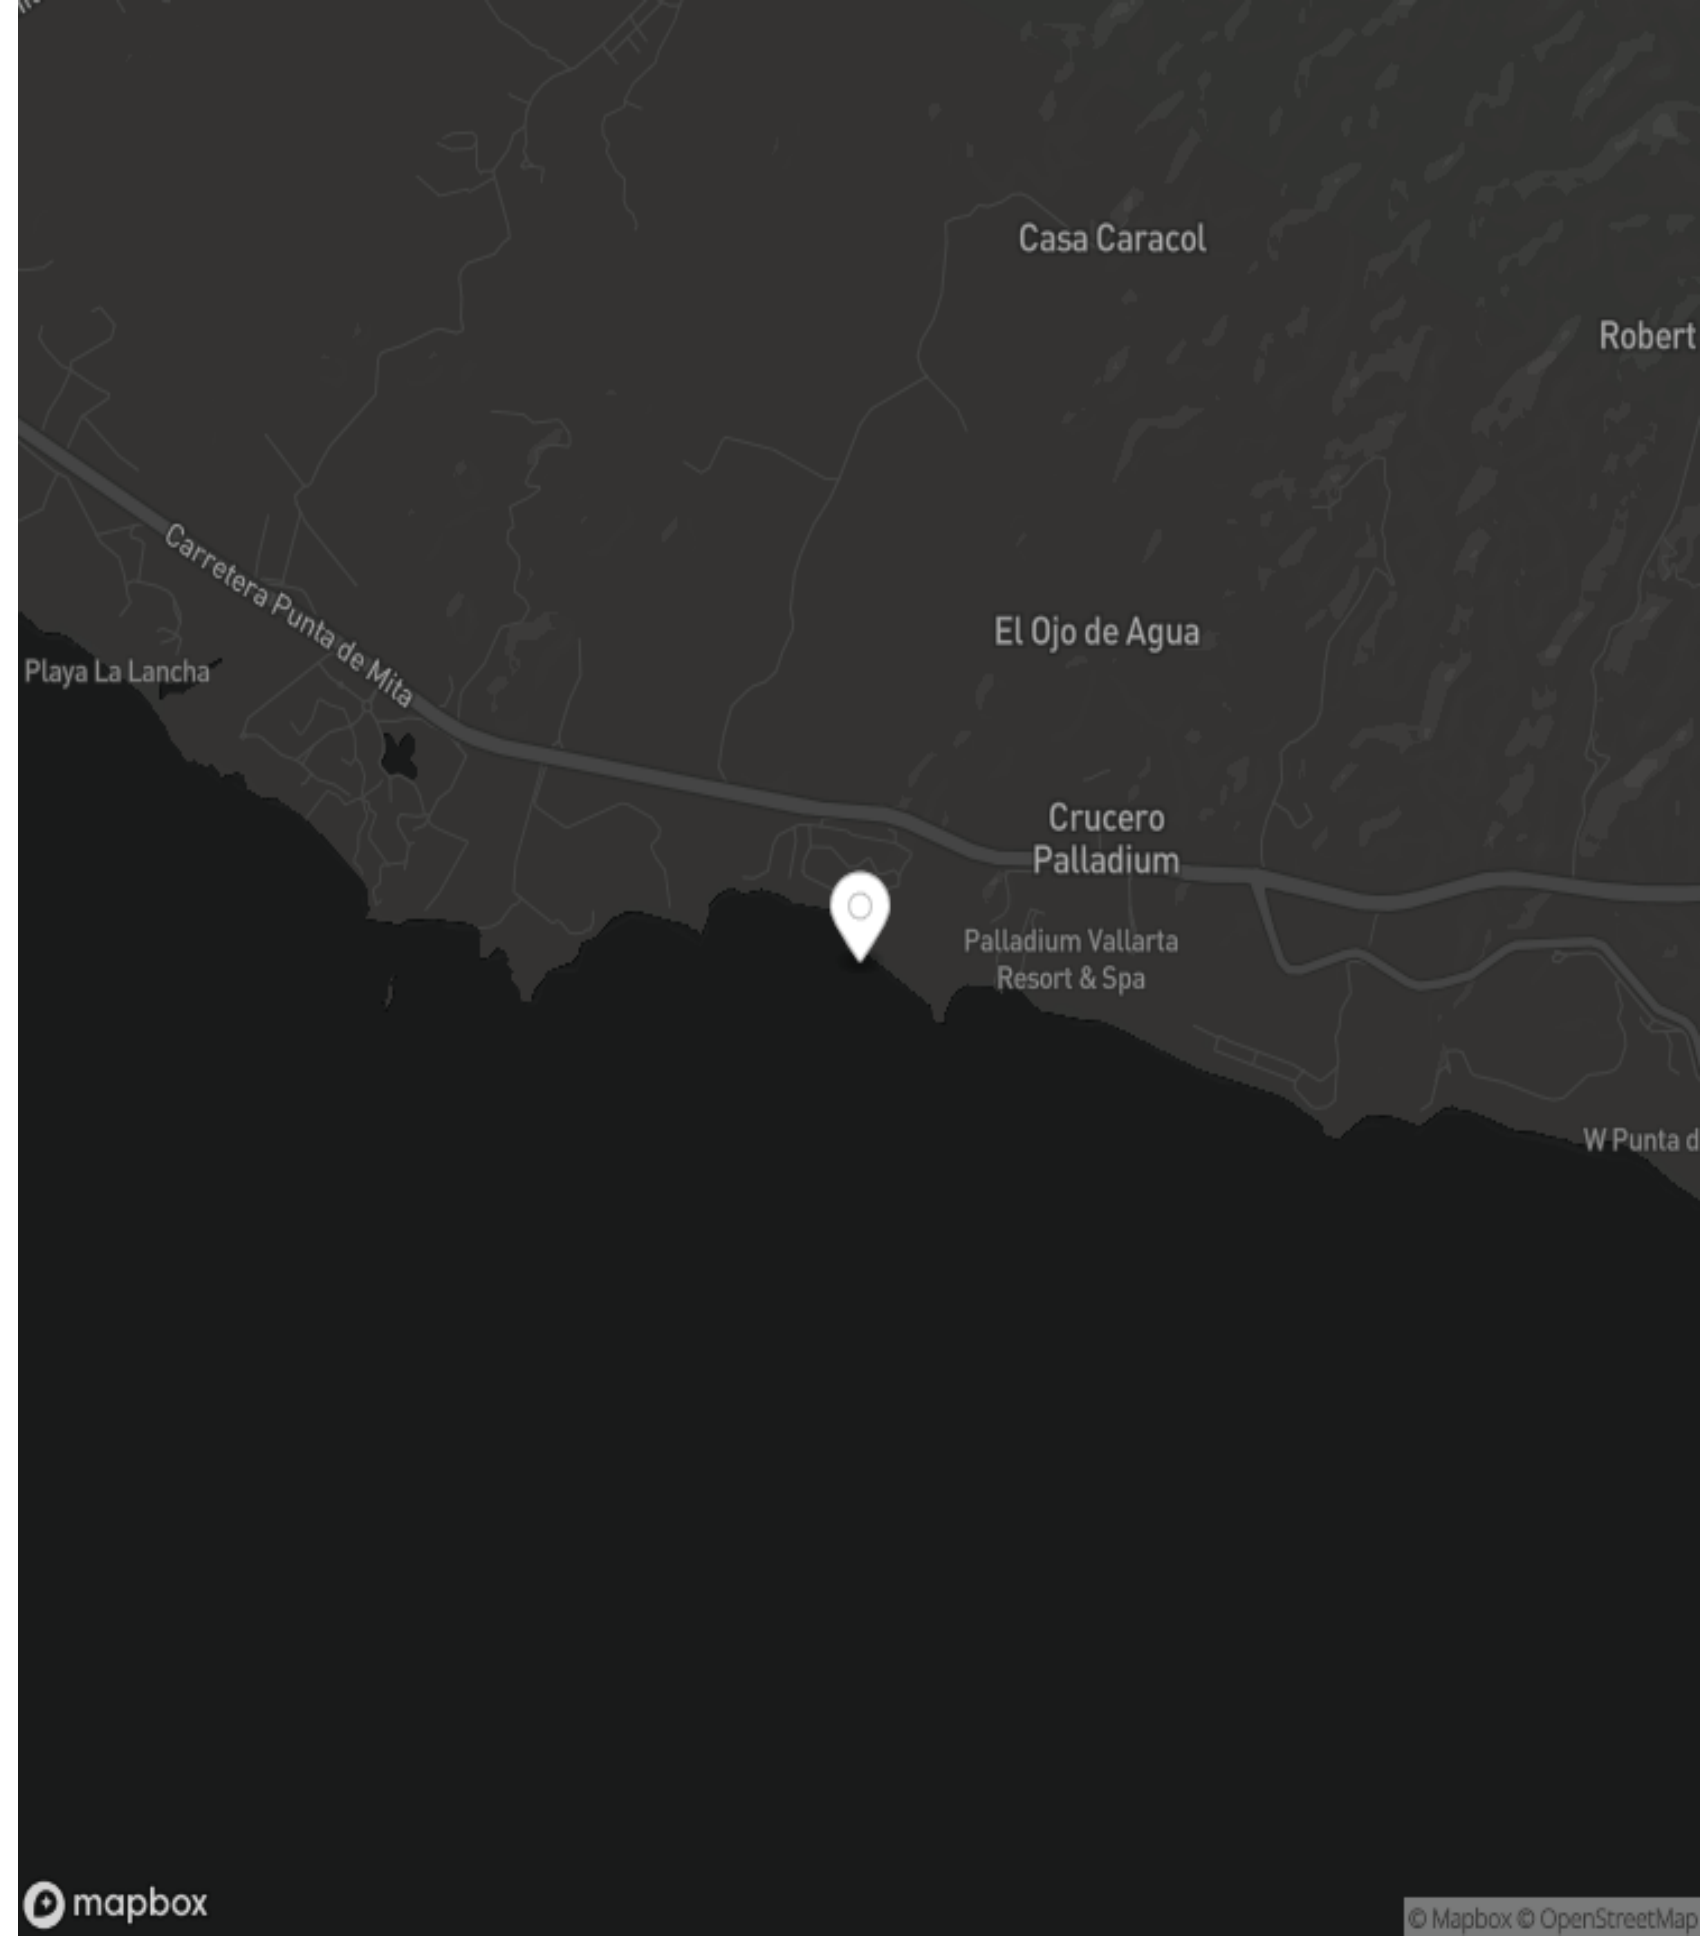 Casa Caracol
Robert
Carretera Punta de Mita
El Ojo de Agua
Playa La Lancha
Crucero
Palladium
Palladium Vallarta
Resort & Spa
W Punta d
mapbox
© Mapbox © OpenStreetMap